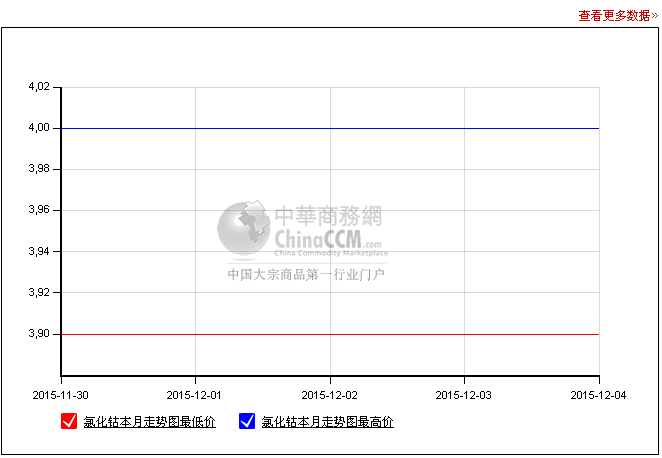 查看更多数据»
4,02
4,00
3,98
3,96
3,94
3,92
3,90
中華商務網
ChinaCCM.com
China Commodity Marketplace
中国大宗商品第一行业门户
2015-11-30 2015-12-01 2015-12-02 2015-12-03 2015-12-04
氯化钴本月走势图最低价 氯化钴本月走势图最高价